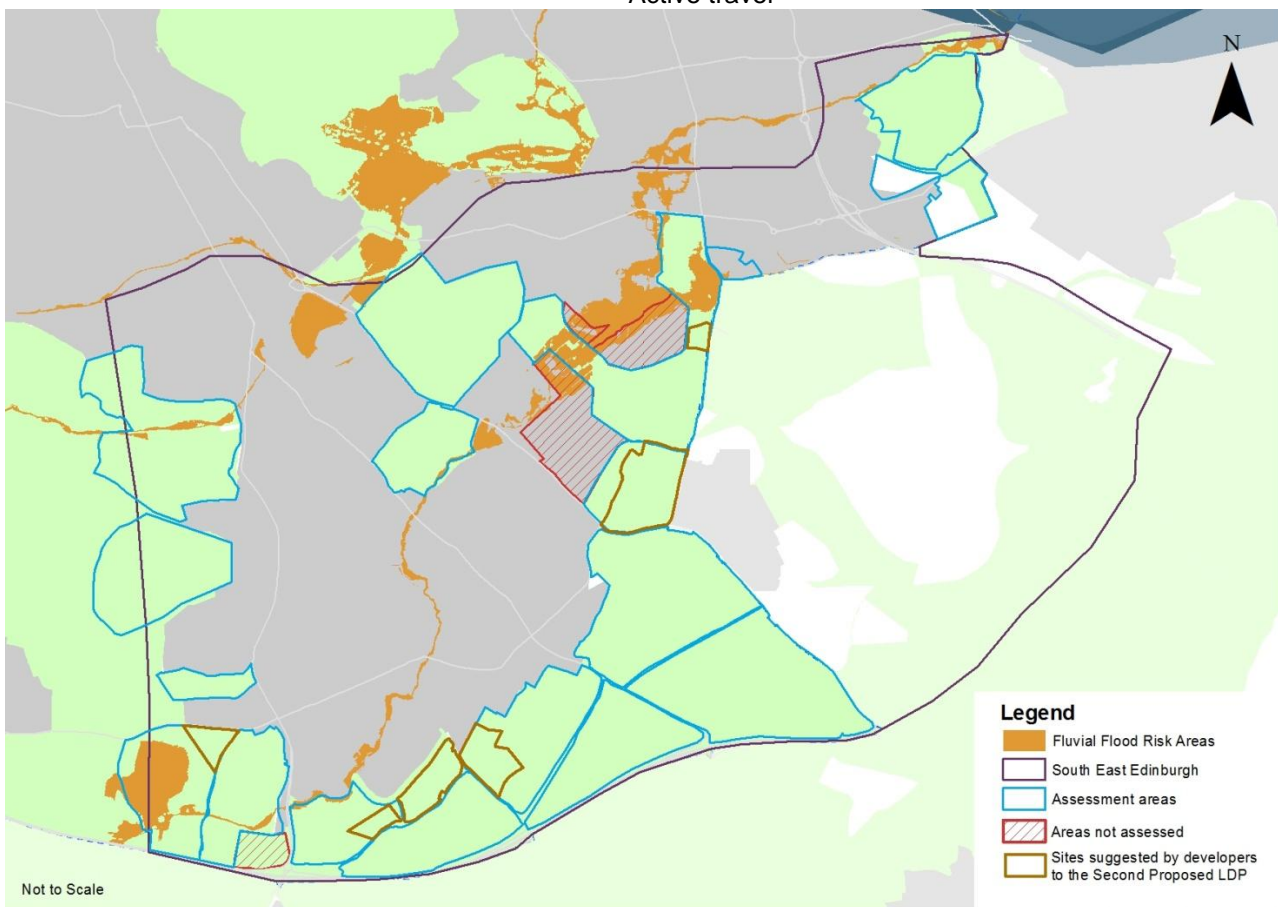 Active travel
N
Legend
Fluvial Flood Risk Areas
South East Edinburgh
Assessment areas
Areas not assessed
Sites suggested by developers
to the Second Proposed LDP
Not to Scale